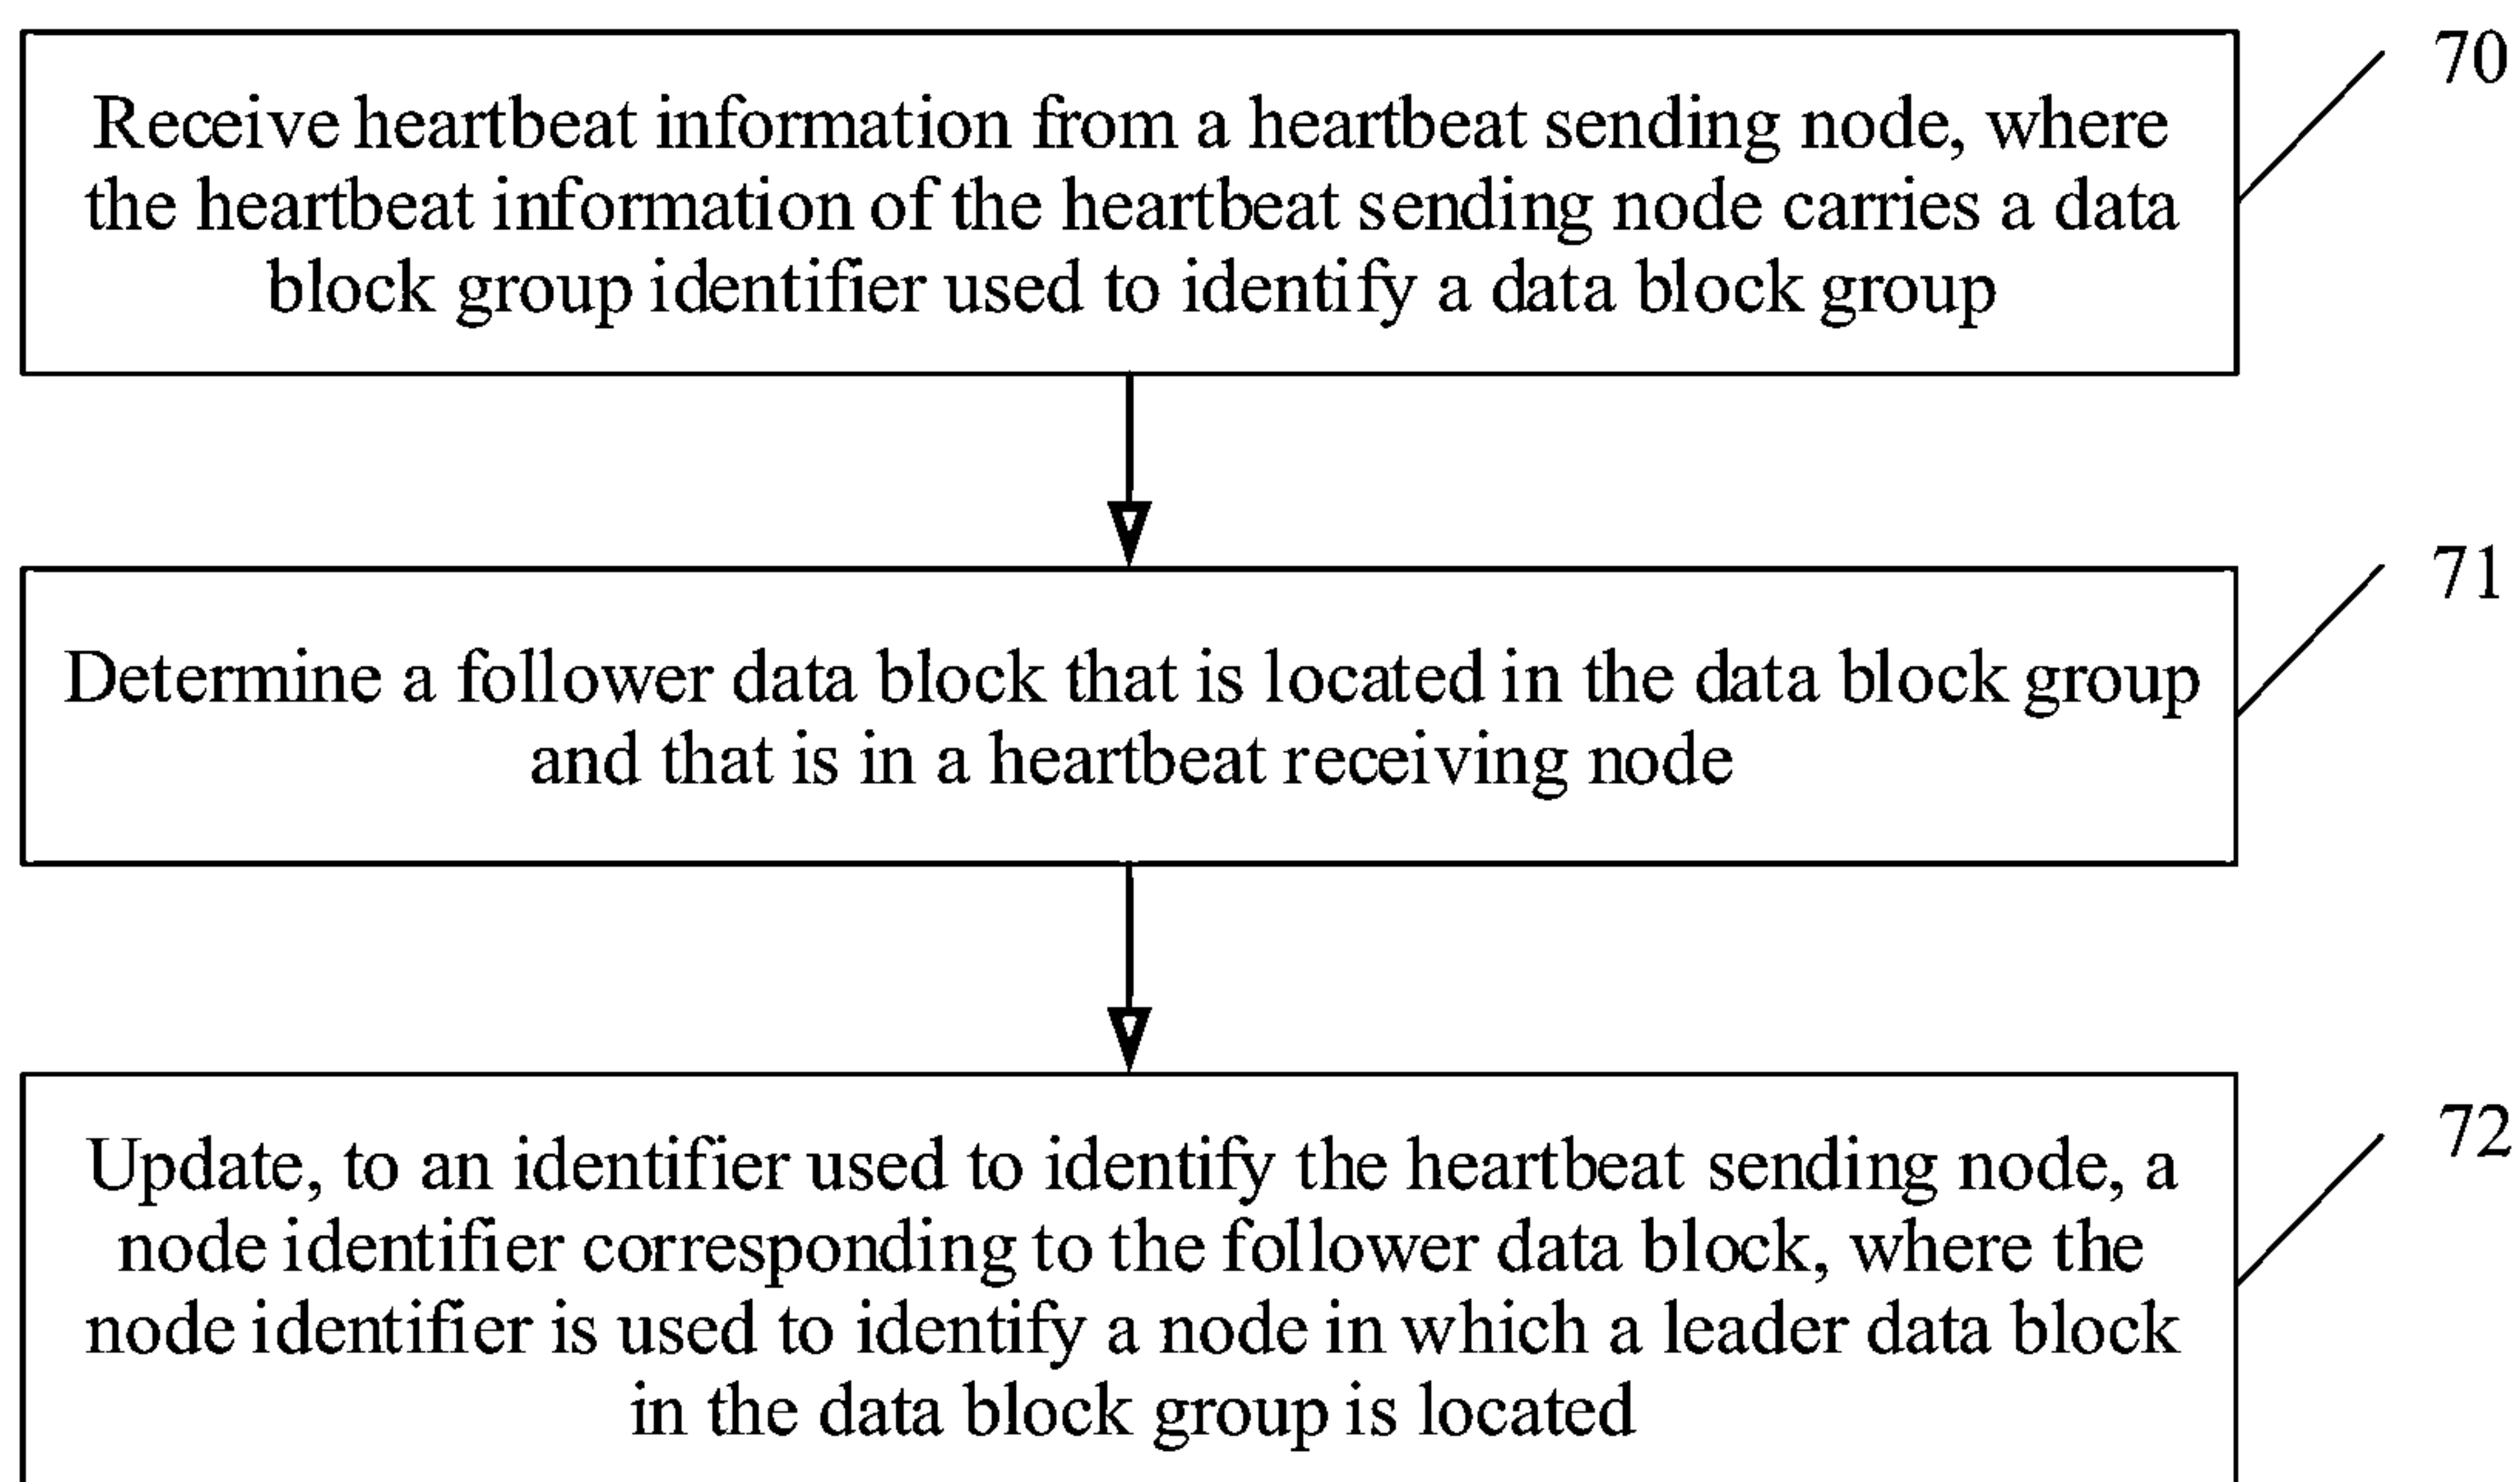 70
Receive heartbeat information from a heartbeat sending node, where
the heartbeat information of the heartbeat sending node carries a data
block group identifier used to identify a data block group
71
Determine a follower data block that is located in the data block group
and that is in a heartbeat receiving node
72
Update, to an identifier used to identify the heartbeat sending node, a
node identifier corresponding to the follower data block, where the
node identifier is used to identify a node in which a leader data block
in the data block group is located